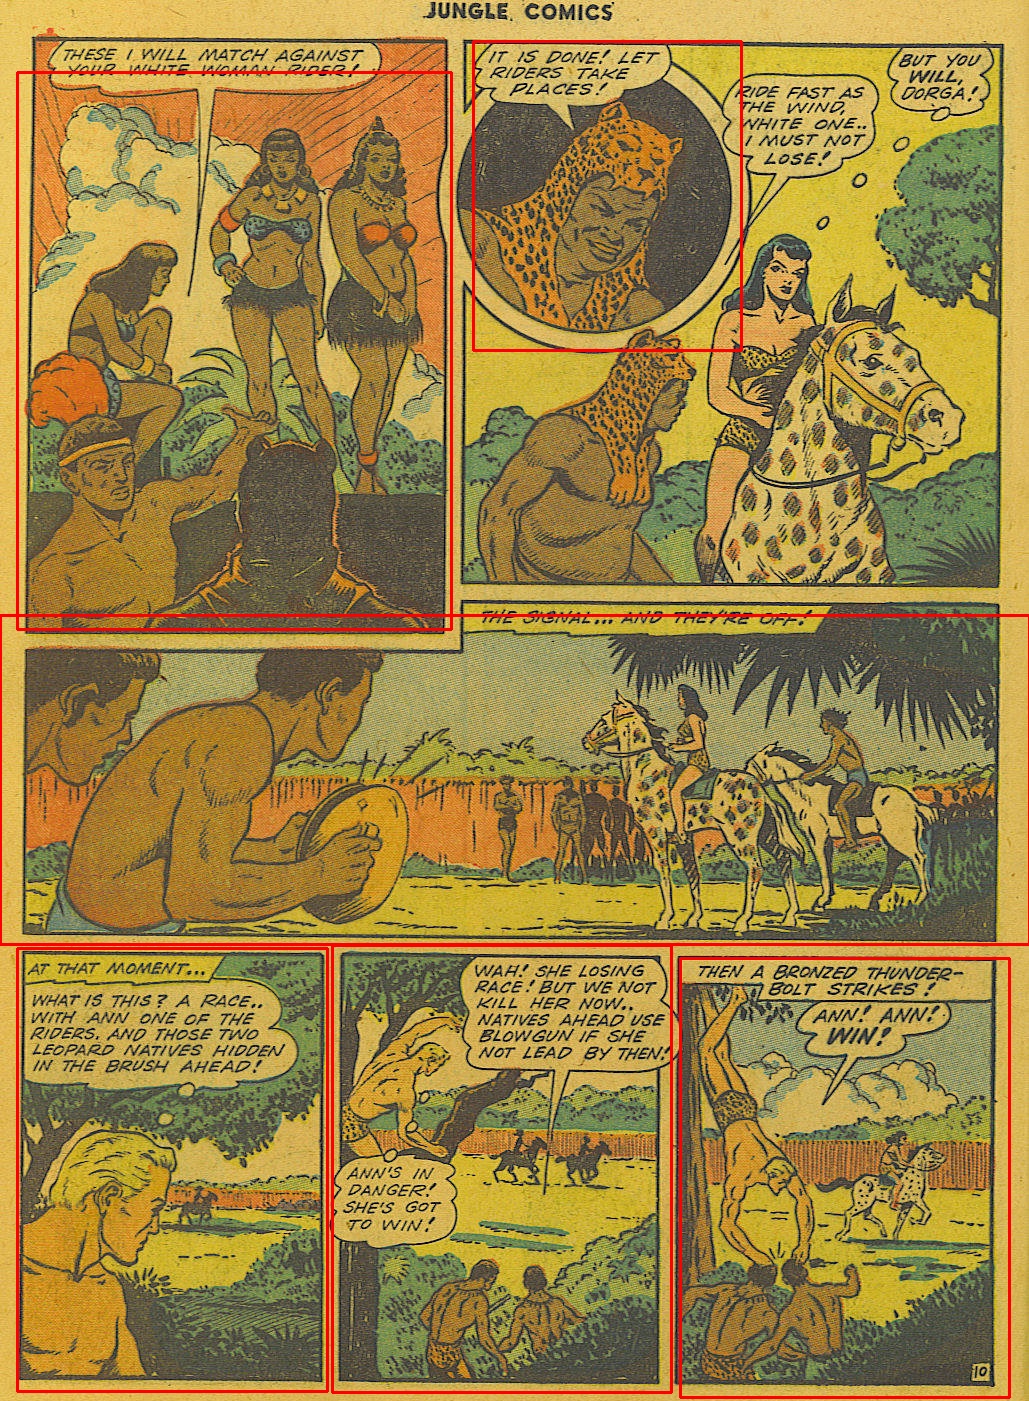 JUNGLE COMICS
THESE I WILL MATCH AGAINST
YOUR WHITE WOMAN RIDER!
IT IS DONE! LET
RIDERS TAKE
PLACES!
RIDE FAST AS
THE WIND,
WHITE ONE..
I MUST NOT
LOSE!
BUT YOU
WILL,
DORGA!
THE SIGNAL... AND THEY'RE OFF!
AT THAT MOMENT...
WHAT IS THIS? A RACE..
WITH ANN ONE OF THE
RIDERS. AND THOSE TWO
LEOPARD NATIVES HIDDEN
IN THE BRUSH AHEAD!
WAH! SHE LOSING
RACE! BUT WE NOT
KILL HER NOW..
NATIVES AHEAD USE
BLOWGUN IF SHE
NOT LEAD BY THEN!
ANN'S IN
DANGER!
SHE'S GOT
TO WIN!
THEN A BRONZED THUNDER-
BOLT STRIKES!
ANN! ANN!
WIN!
10